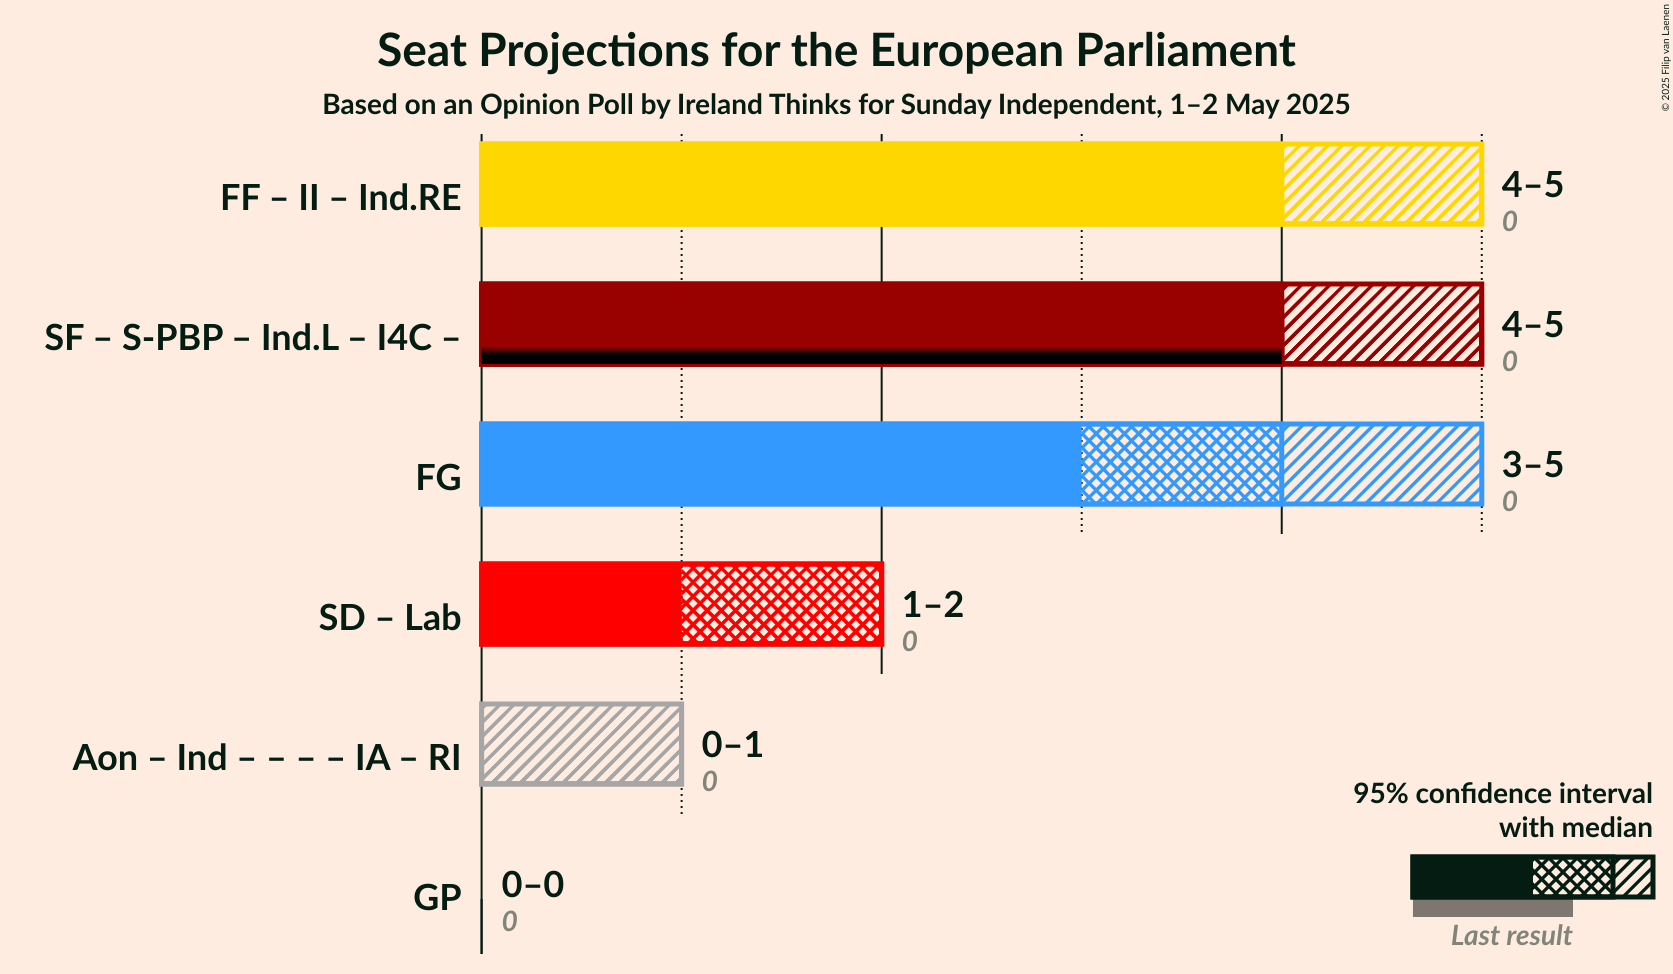 Seat Projections for the European Parliament
Based on an Opinion Poll by Ireland Thinks for Sunday Independent, 1–2 May 2025
© 2025 Filip van Laenen
FF – II – Ind.RE
4–5
0
SF – S-PBP – Ind.L – I4C –
4–5
0
FG
3–5
0
SD – Lab
1–2
0
Aon – Ind – – – – IA – RI
0–1
0
GP
0–0
0
95% confidence interval
with median
Last result